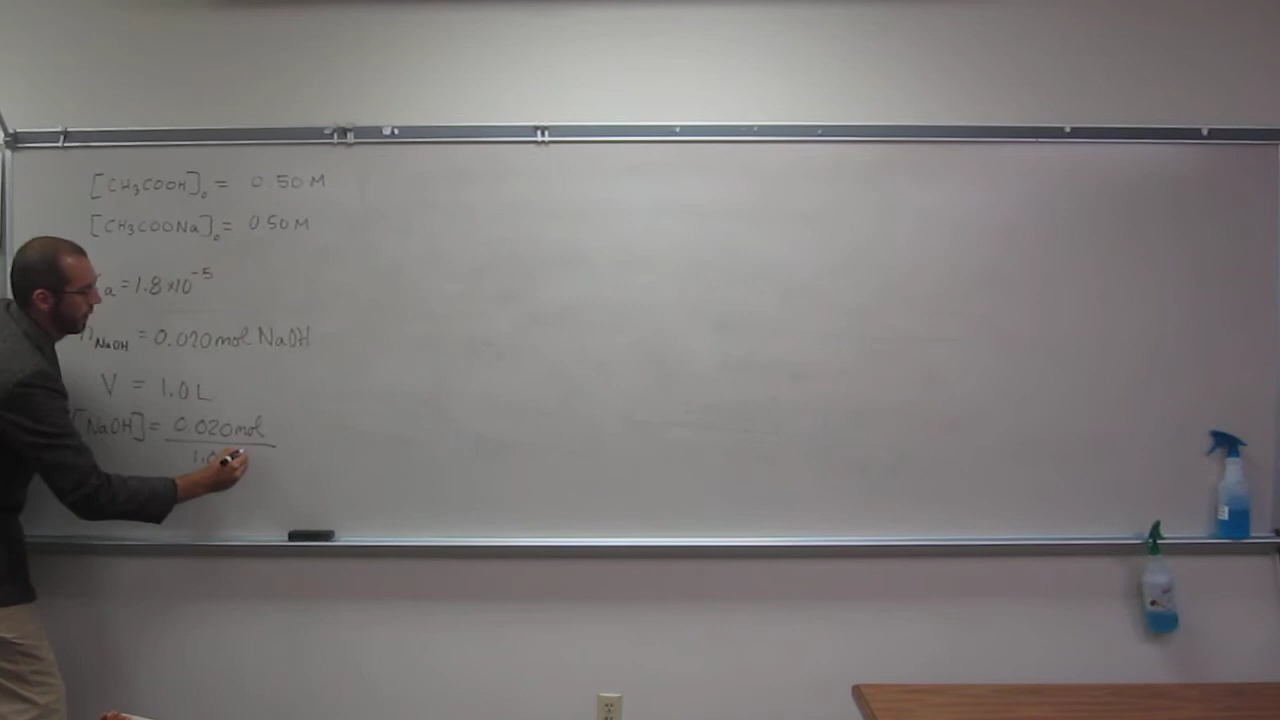 [CH₃COOH]₀ = 0.50 M
[CH₃COONa]₀ = 0.50 M
a = 1.8×10⁻⁵
n NaOH = 0.020 mol NaOH
V = 1.0 L
[NaOH] = 0.020 mol
1.0